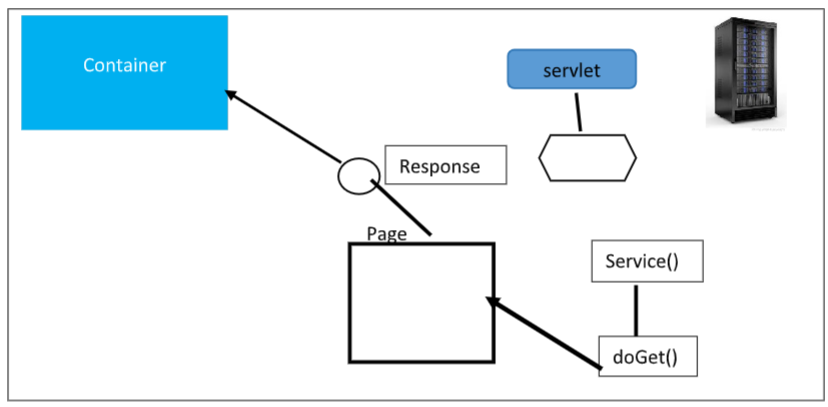 Container
servlet
Response
Page
Service()
doGet()